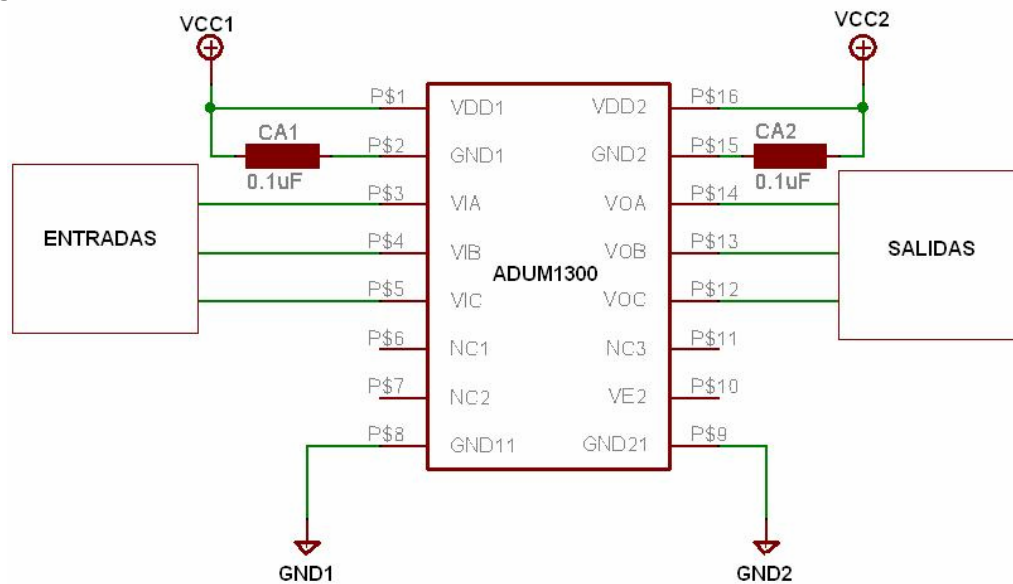 VCC1
VCC2
P$1 VDD1 VDD2 P$16
CA1
CA2
P$2 GND1 GND2 P$15
0.1uF
0.1uF
P$3 VIA VOA P$14
ENTRADAS
P$4 VIB VOB P$13
SALIDAS
ADUM1300
P$5 VIC VOC P$12
P$6 NC1 NC3 P$11
P$7 NC2 VE2 P$10
P$8 GND11 GND21 P$9
GND1
GND2